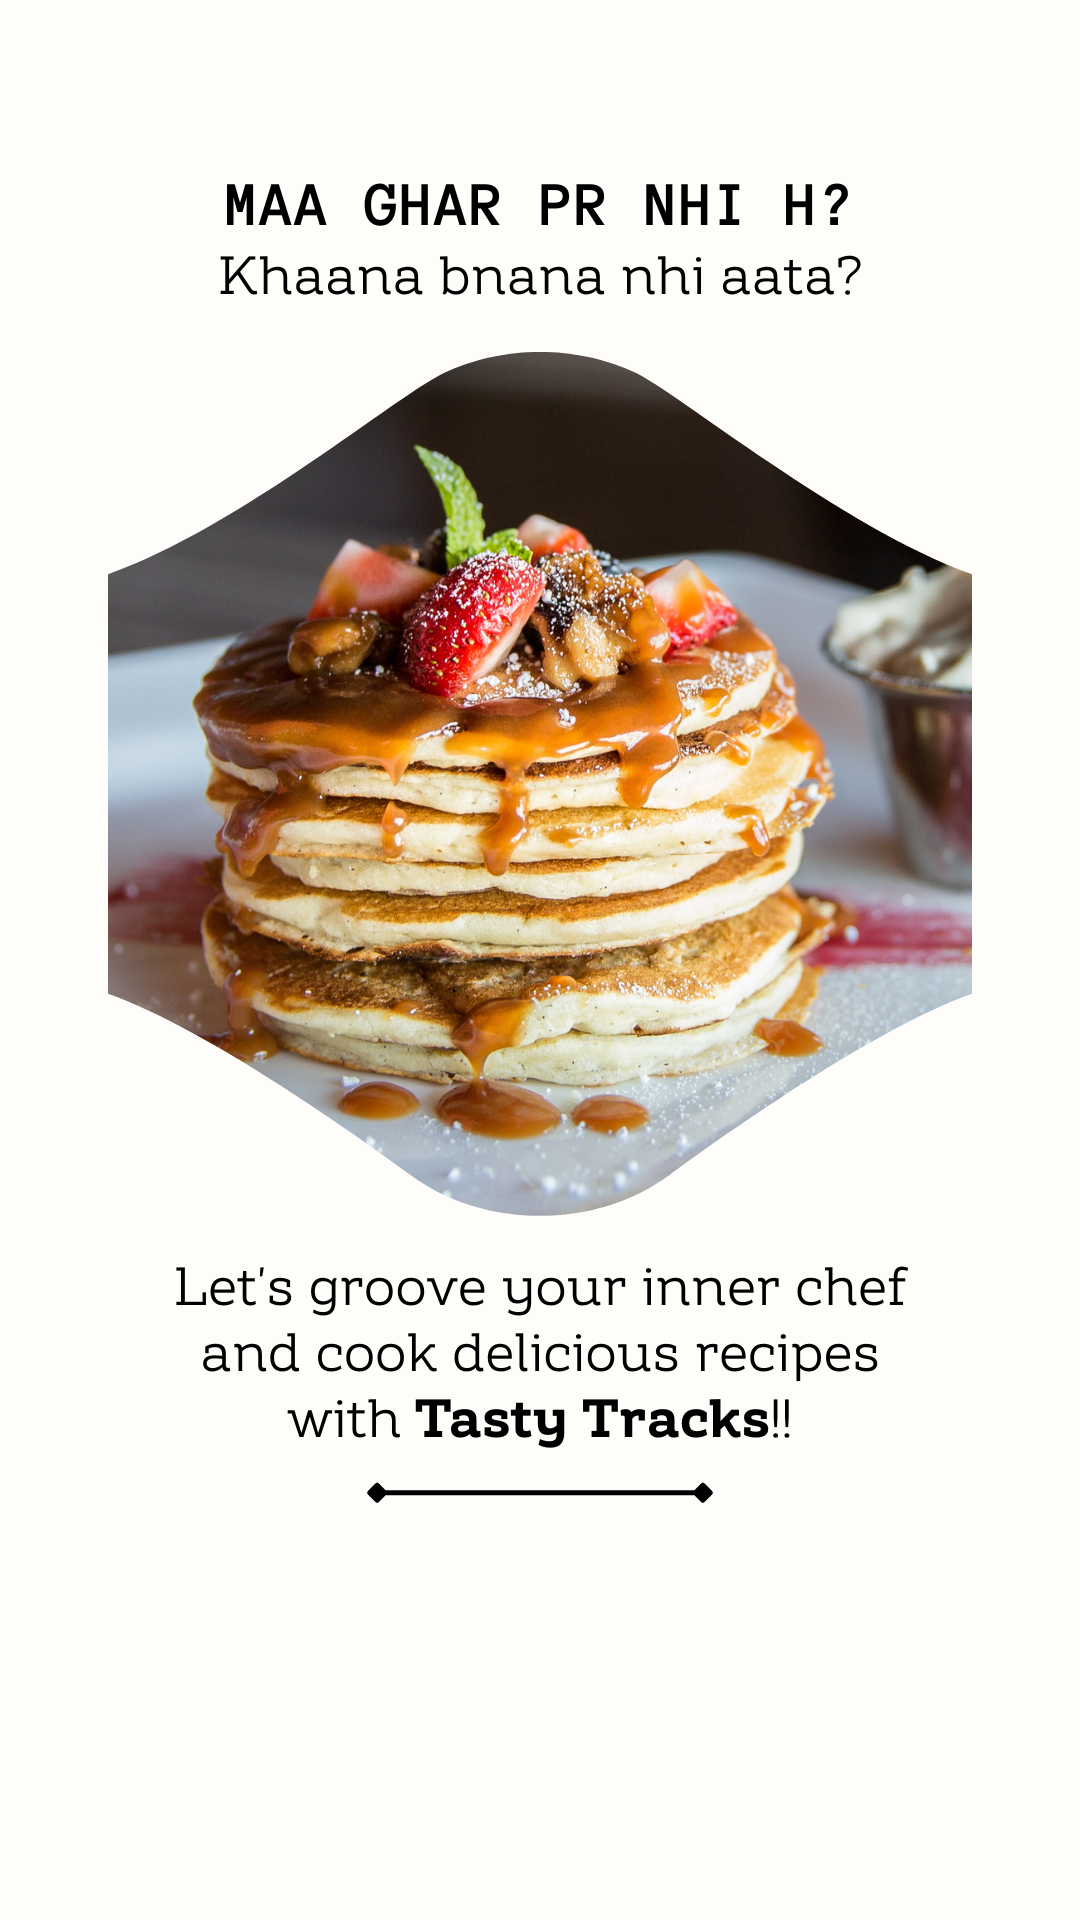 MAA GHAR PR NHI H?
Khaana bnana nhi aata?
Let's groove your inner chef
and cook delicious recipes
with Tasty Tracks!!